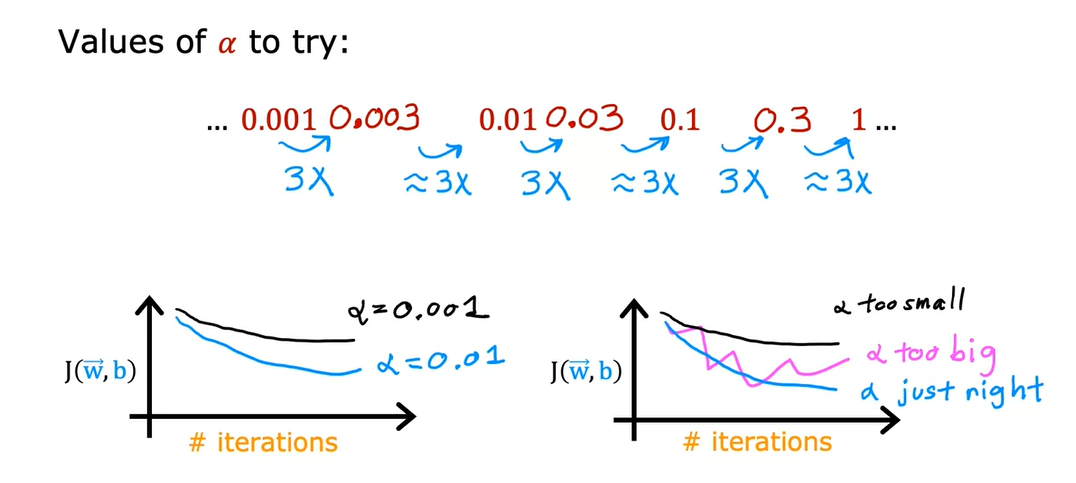 Values of α to try:
... 0.001 0.003 0.01 0.03 0.1 0.3 1 ...
3X ≈3X 3X ≈3X 3X ≈3X
α=0.001
α=0.01
J(w⃗, b)
# iterations
α too small
α too big
α just right
J(w⃗, b)
# iterations